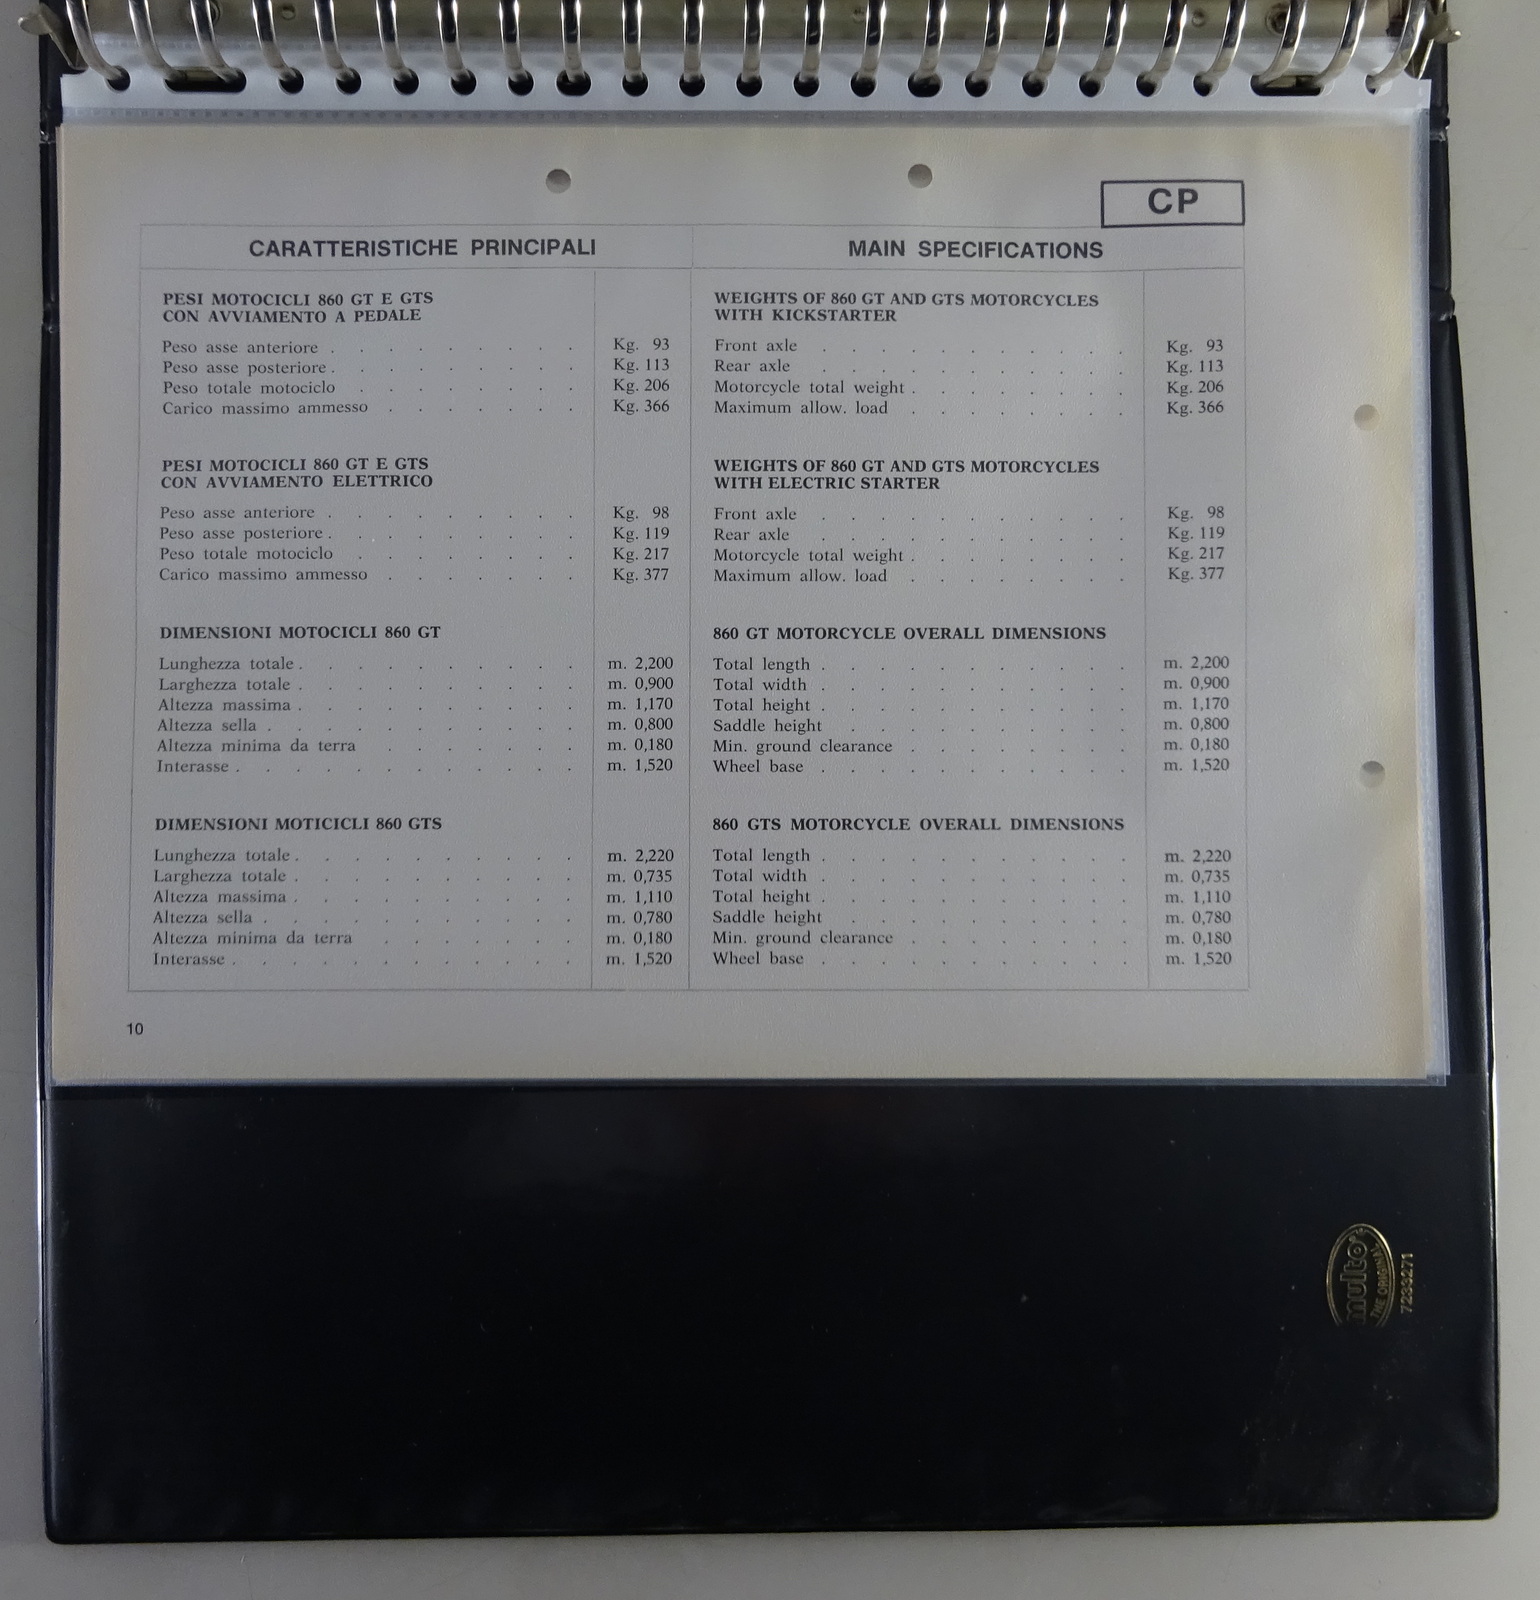 CP
CARATTERISTICHE PRINCIPALI
PESI MOTOCICLI 860 GT E GTS
CON AVVIAMENTO A PEDALE
Peso asse anteriore . . . . . . . . . Kg. 93
Peso asse posteriore . . . . . . . . . Kg. 113
Peso totale motociclo . . . . . . . . Kg. 206
Carico massimo ammesso . . . . . . . Kg. 366
PESI MOTOCICLI 860 GT E GTS
CON AVVIAMENTO ELETTRICO
Peso asse anteriore . . . . . . . . . Kg. 98
Peso asse posteriore . . . . . . . . . Kg. 119
Peso totale motociclo . . . . . . . . Kg. 217
Carico massimo ammesso . . . . . . . Kg. 377
DIMENSIONI MOTOCICLI 860 GT
Lunghezza totale . . . . . . . . . . m. 2,200
Larghezza totale . . . . . . . . . . m. 0,900
Altezza massima . . . . . . . . . . m. 1,170
Altezza sella . . . . . . . . . . . m. 0,800
Altezza minima da terra . . . . . . . m. 0,180
Interasse . . . . . . . . . . . . m. 1,520
DIMENSIONI MOTICICLI 860 GTS
Lunghezza totale . . . . . . . . . . m. 2,220
Larghezza totale . . . . . . . . . . m. 0,735
Altezza massima . . . . . . . . . . m. 1,110
Altezza sella . . . . . . . . . . . m. 0,780
Altezza minima da terra . . . . . . . m. 0,180
Interasse . . . . . . . . . . . . m. 1,520
MAIN SPECIFICATIONS
WEIGHTS OF 860 GT AND GTS MOTORCYCLES
WITH KICKSTARTER
Front axle . . . . . . . . . . . Kg. 93
Rear axle . . . . . . . . . . . Kg. 113
Motorcycle total weight . . . . . . . . Kg. 206
Maximum allow. load . . . . . . . . Kg. 366
WEIGHTS OF 860 GT AND GTS MOTORCYCLES
WITH ELECTRIC STARTER
Front axle . . . . . . . . . . . Kg. 98
Rear axle . . . . . . . . . . . Kg. 119
Motorcycle total weight . . . . . . . . Kg. 217
Maximum allow. load . . . . . . . . Kg. 377
860 GT MOTORCYCLE OVERALL DIMENSIONS
Total length . . . . . . . . . . . m. 2,200
Total width . . . . . . . . . . . m. 0,900
Total height . . . . . . . . . . . m. 1,170
Saddle height . . . . . . . . . . m. 0,800
Min. ground clearance . . . . . . . . m. 0,180
Wheel base . . . . . . . . . . . m. 1,520
860 GTS MOTORCYCLE OVERALL DIMENSIONS
Total length . . . . . . . . . . . m. 2,220
Total width . . . . . . . . . . . m. 0,735
Total height . . . . . . . . . . . m. 1,110
Saddle height . . . . . . . . . . m. 0,780
Min. ground clearance . . . . . . . . m. 0,180
Wheel base . . . . . . . . . . . m. 1,520
10
multo®
THE ORIGINAL
7233271